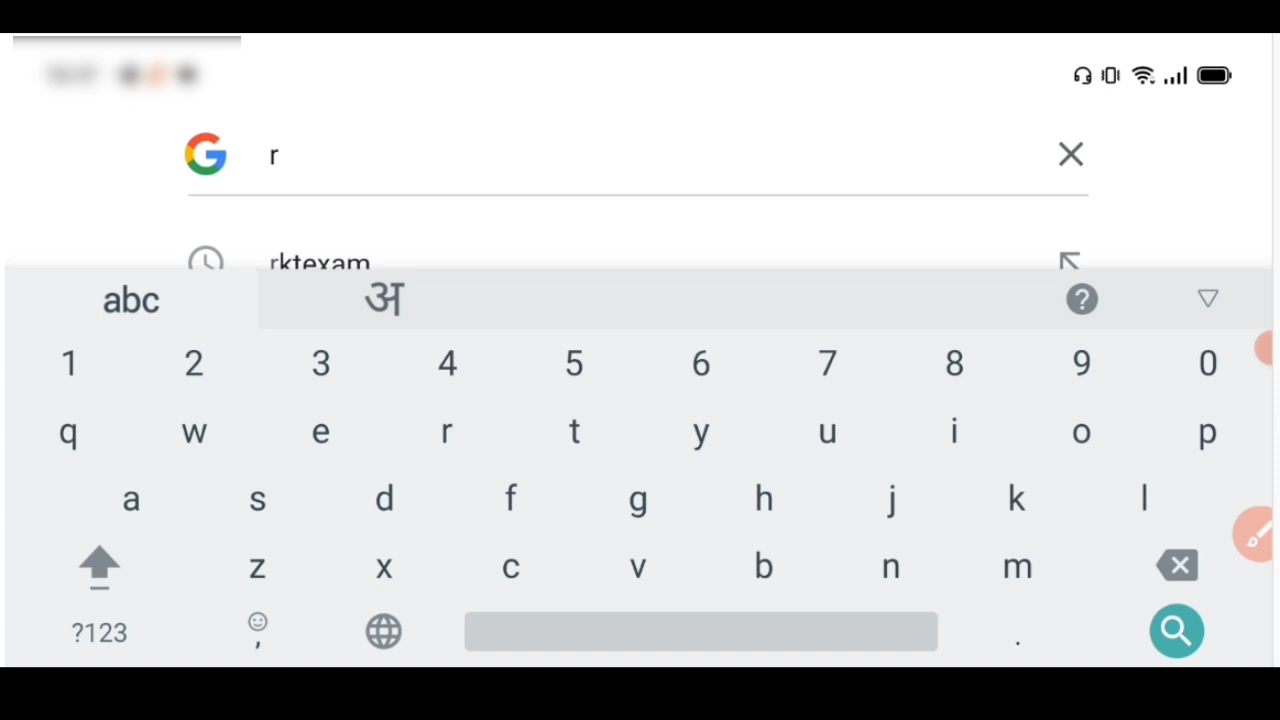 r
rktexam
abc अ
1 2 3 4 5 6 7 8 9 0
q w e r t y u i o p
a s d f g h j k l
z x c v b n m
?123 , .